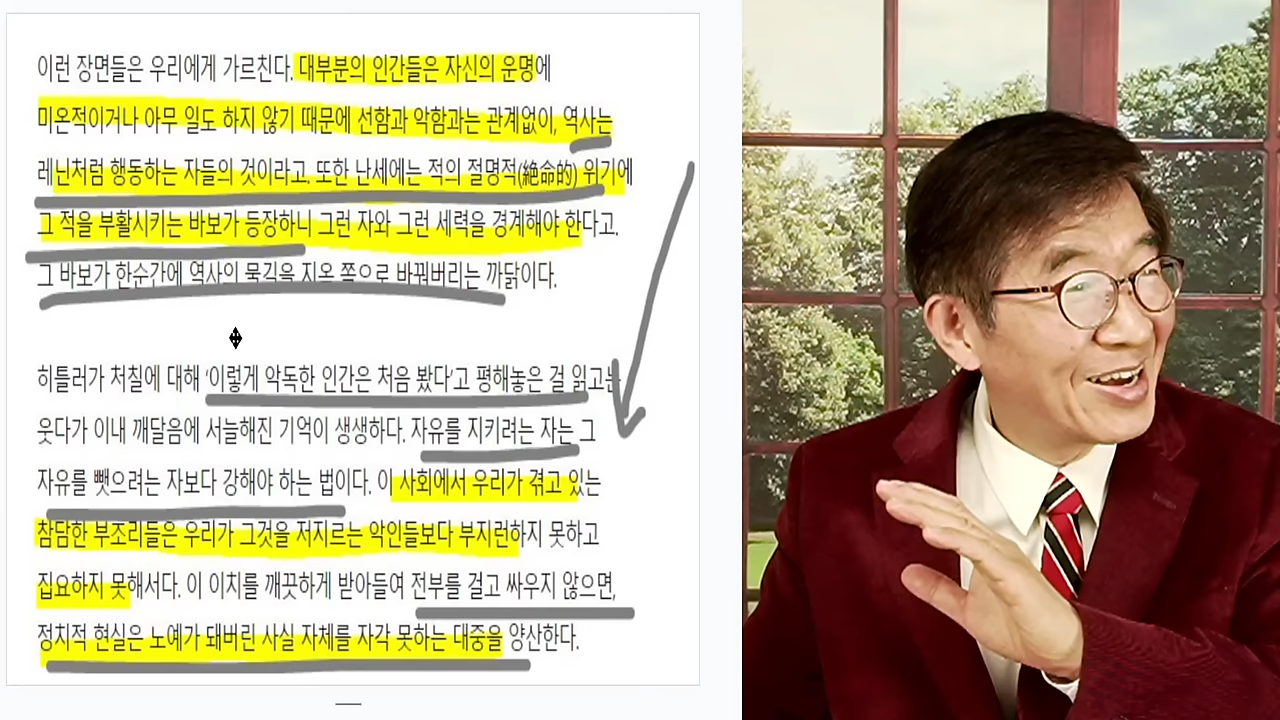 이런 장면들은 우리에게 가르친다. 대부분의 인간들은 자신의 운명에
미온적이거나 아무 일도 하지 않기 때문에 선함과 악함과는 관계없이, 역사는
레닌처럼 행동하는 자들의 것이라고. 또한 난세에는 적의 절명적(絶命的) 위기에
그 적을 부활시키는 바보가 등장하니 그런 자와 그런 세력을 경계해야 한다고.
그 바보가 한순간에 역사의 물길을 지옥 쪽으로 바꿔버리는 까닭이다.
히틀러가 처칠에 대해 '이렇게 악독한 인간은 처음 봤다'고 평해놓은 걸 읽고는
웃다가 이내 깨달음에 서늘해진 기억이 생생하다. 자유를 지키려는 자는 그
자유를 뺏으려는 자보다 강해야 하는 법이다. 이 사회에서 우리가 겪고 있는
참담한 부조리들은 우리가 그것을 저지르는 악인들보다 부지런하지 못하고
집요하지 못해서다. 이 이치를 깨끗하게 받아들여 전부를 걸고 싸우지 않으면,
정치적 현실은 노예가 돼버린 사실 자체를 자각 못하는 대중을 양산한다.